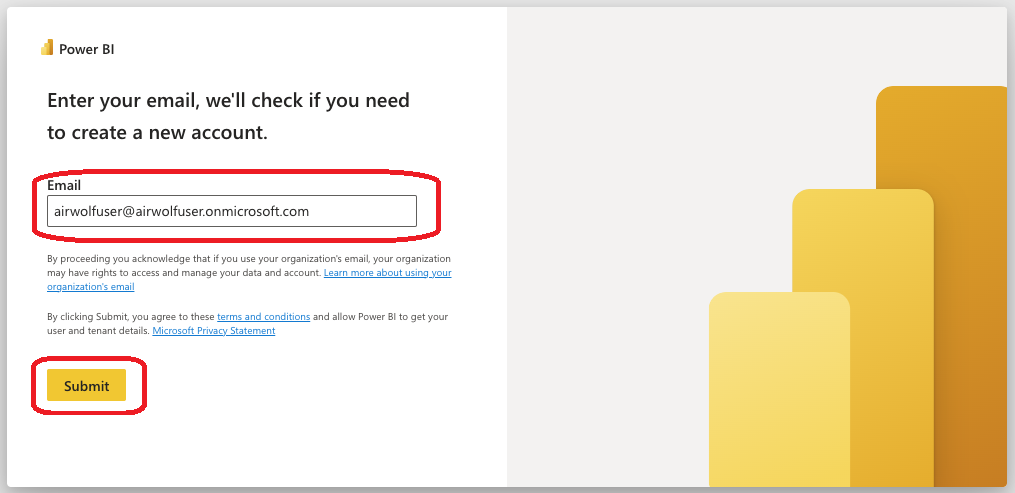 Power BI
Enter your email, we'll check if you need
to create a new account.
Email
airwolfuser@airwolfuser.onmicrosoft.com
By proceeding you acknowledge that if you use your organization's email, your organization
may have rights to access and manage your data and account. Learn more about using your
organization's email
By clicking Submit, you agree to these terms and conditions and allow Power BI to get your
user and tenant details. Microsoft Privacy Statement
Submit